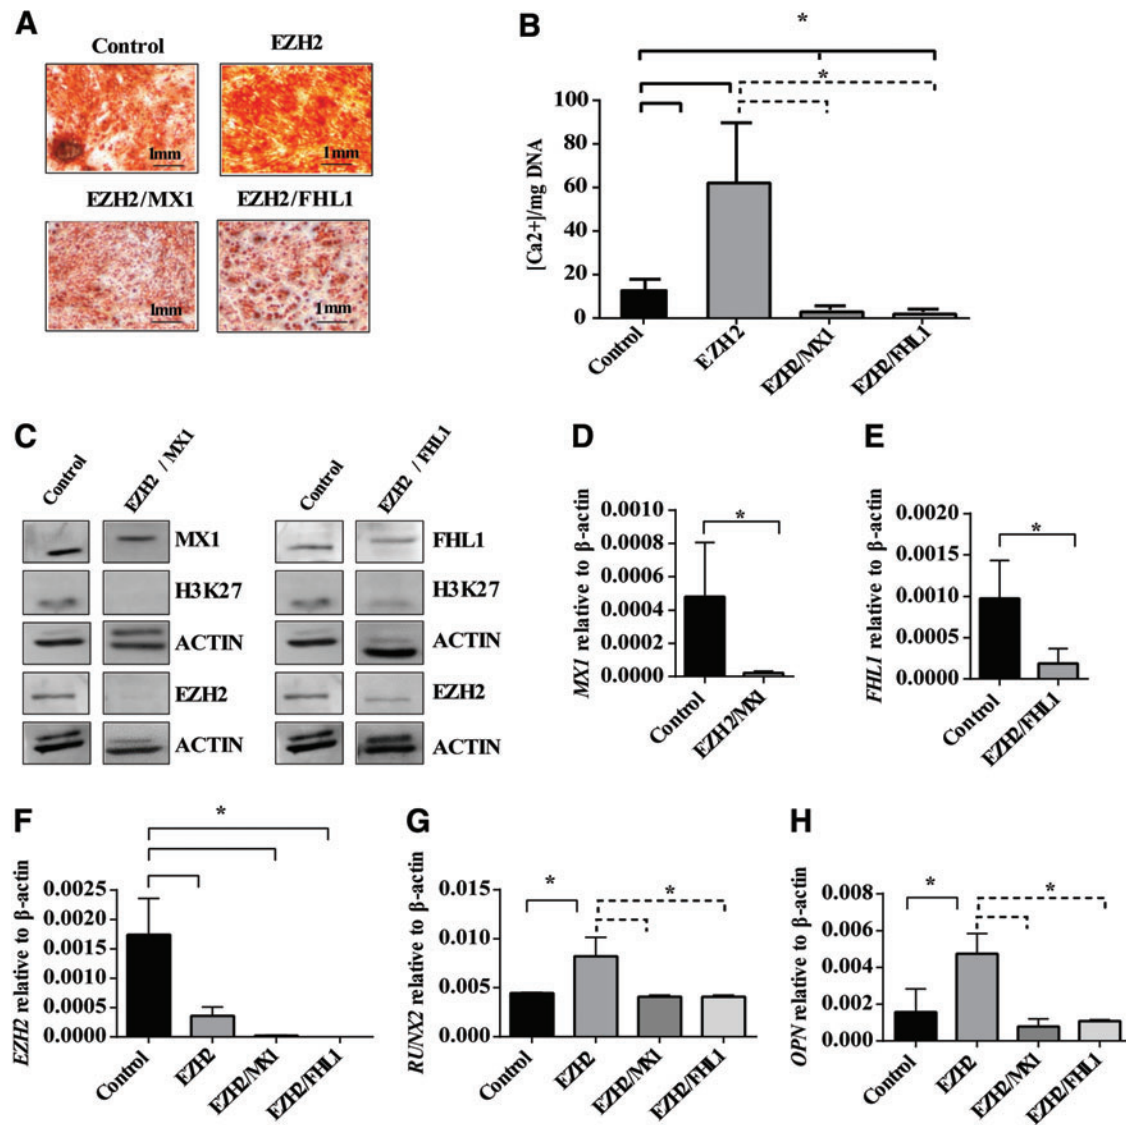 A
Control
EZH2
1mm
1mm
EZH2/MX1
EZH2/FHL1
1mm
1mm
B
*
*
[Ca2+]/mg DNA
100
80
60
40
20
0
Control
EZH2
EZH2/MX1
EZH2/FHL1
C
Control
EZH2 / MX1
Control
EZH2 / FHL1
MX1
FHL1
H3K27
H3K27
ACTIN
ACTIN
EZH2
EZH2
ACTIN
ACTIN
D
MX1 relative to β-actin
0.0010
0.0008
0.0006
0.0004
0.0002
0.0000
*
Control
EZH2/MX1
E
FHL1 relative to β-actin
0.0020
0.0015
0.0010
0.0005
0.0000
*
Control
EZH2/FHL1
F
EZH2 relative to β-actin
0.0025
0.0020
0.0015
0.0010
0.0005
0.0000
*
Control
EZH2
EZH2/MX1
EZH2/FHL1
G
RUNX2 relative to β-actin
0.015
0.010
0.005
0.000
*
*
Control
EZH2
EZH2/MX1
EZH2/FHL1
H
OPN relative to β-actin
0.008
0.006
0.004
0.002
0.000
*
*
Control
EZH2
EZH2/MX1
EZH2/FHL1